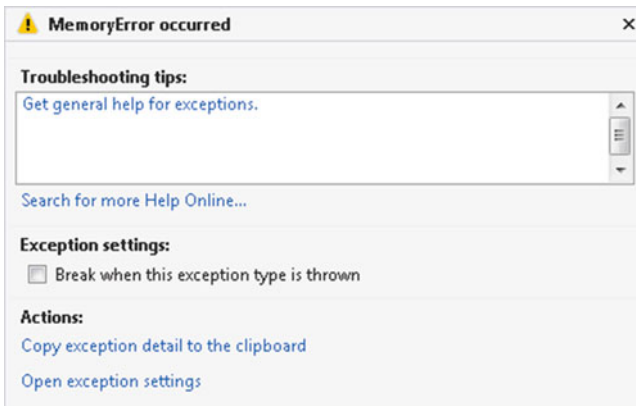 MemoryError occurred
Troubleshooting tips:
Get general help for exceptions.
Search for more Help Online...
Exception settings:
Break when this exception type is thrown
Actions:
Copy exception detail to the clipboard
Open exception settings